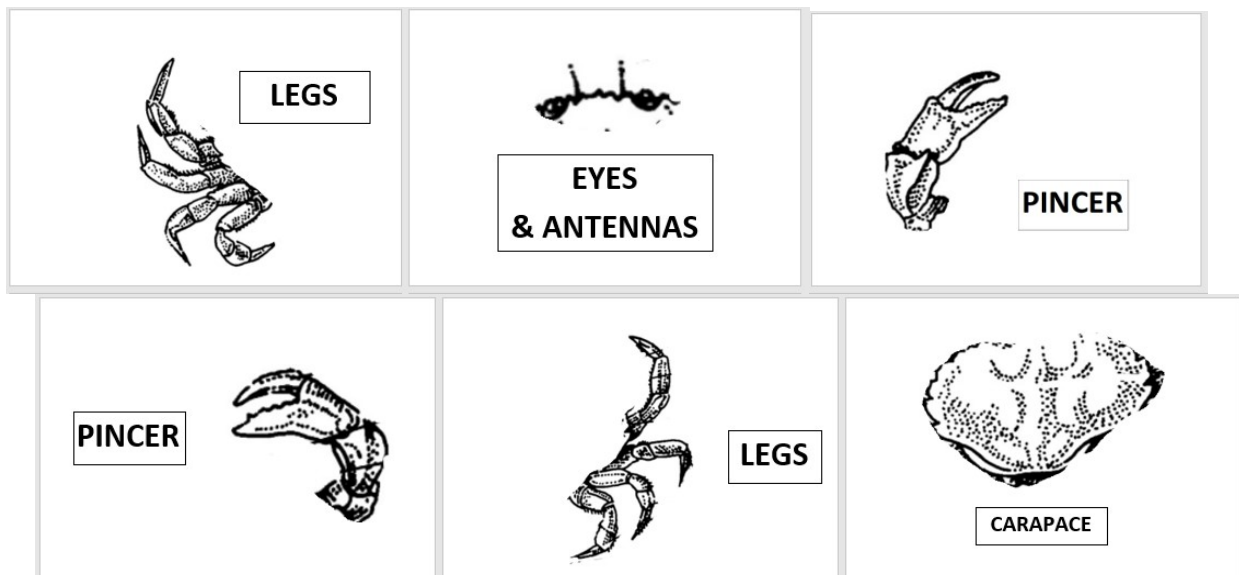 LEGS
EYES
& ANTENNAS
PINCER
PINCER
LEGS
CARAPACE